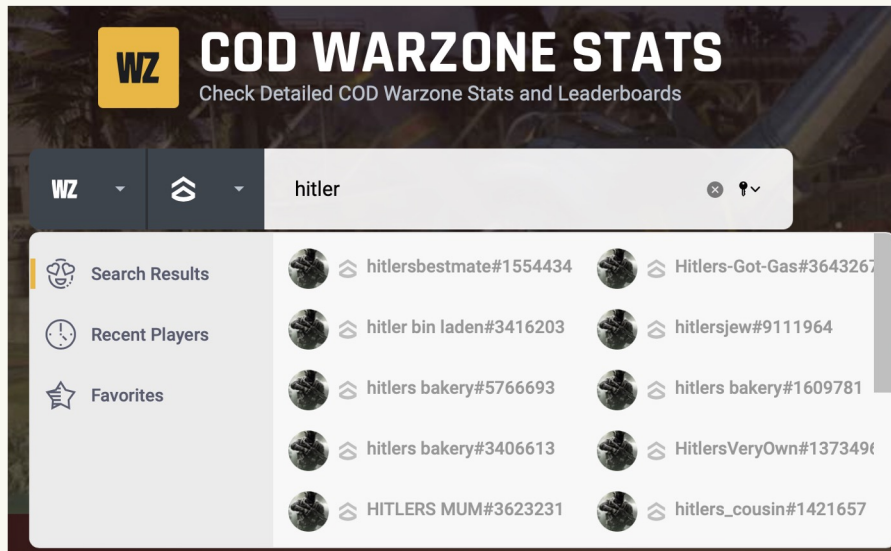 WZ
COD WARZONE STATS
Check Detailed COD Warzone Stats and Leaderboards
WZ
hitler
Search Results
Recent Players
Favorites
hitlersbestmate#1554434
Hitlers-Got-Gas#3643267
hitler bin laden#3416203
hitlersjew#9111964
hitlers bakery#5766693
hitlers bakery#1609781
hitlers bakery#3406613
HitlersVeryOwn#1373496
HITLERS MUM#3623231
hitlers_cousin#1421657